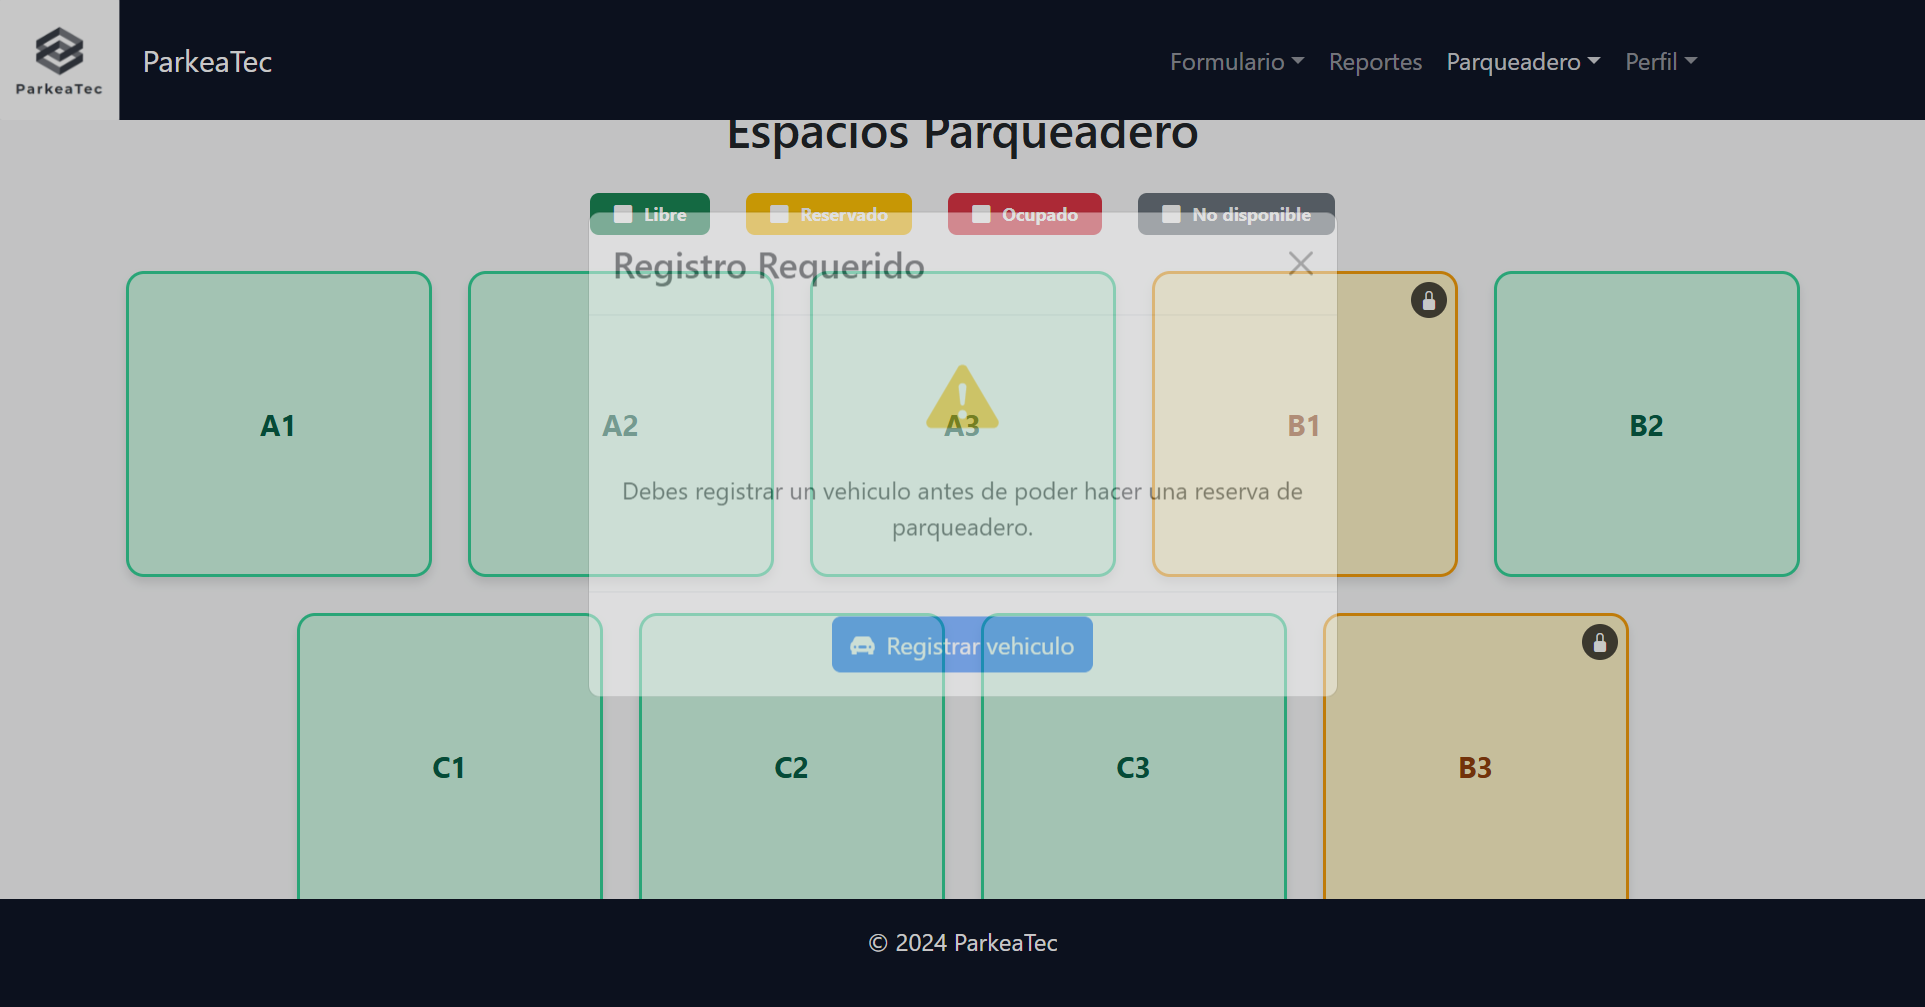 ParkeaTec
ParkeaTec
Formulario
Reportes
Parqueadero
Perfil
Espacios Parqueadero
Libre
Reservado
Ocupado
No disponible
Registro Requerido
A1
A2
A3
B1
B2
Debes registrar un vehiculo antes de poder hacer una reserva de
parqueadero.
Registrar vehiculo
C1
C2
C3
B3
© 2024 ParkeaTec